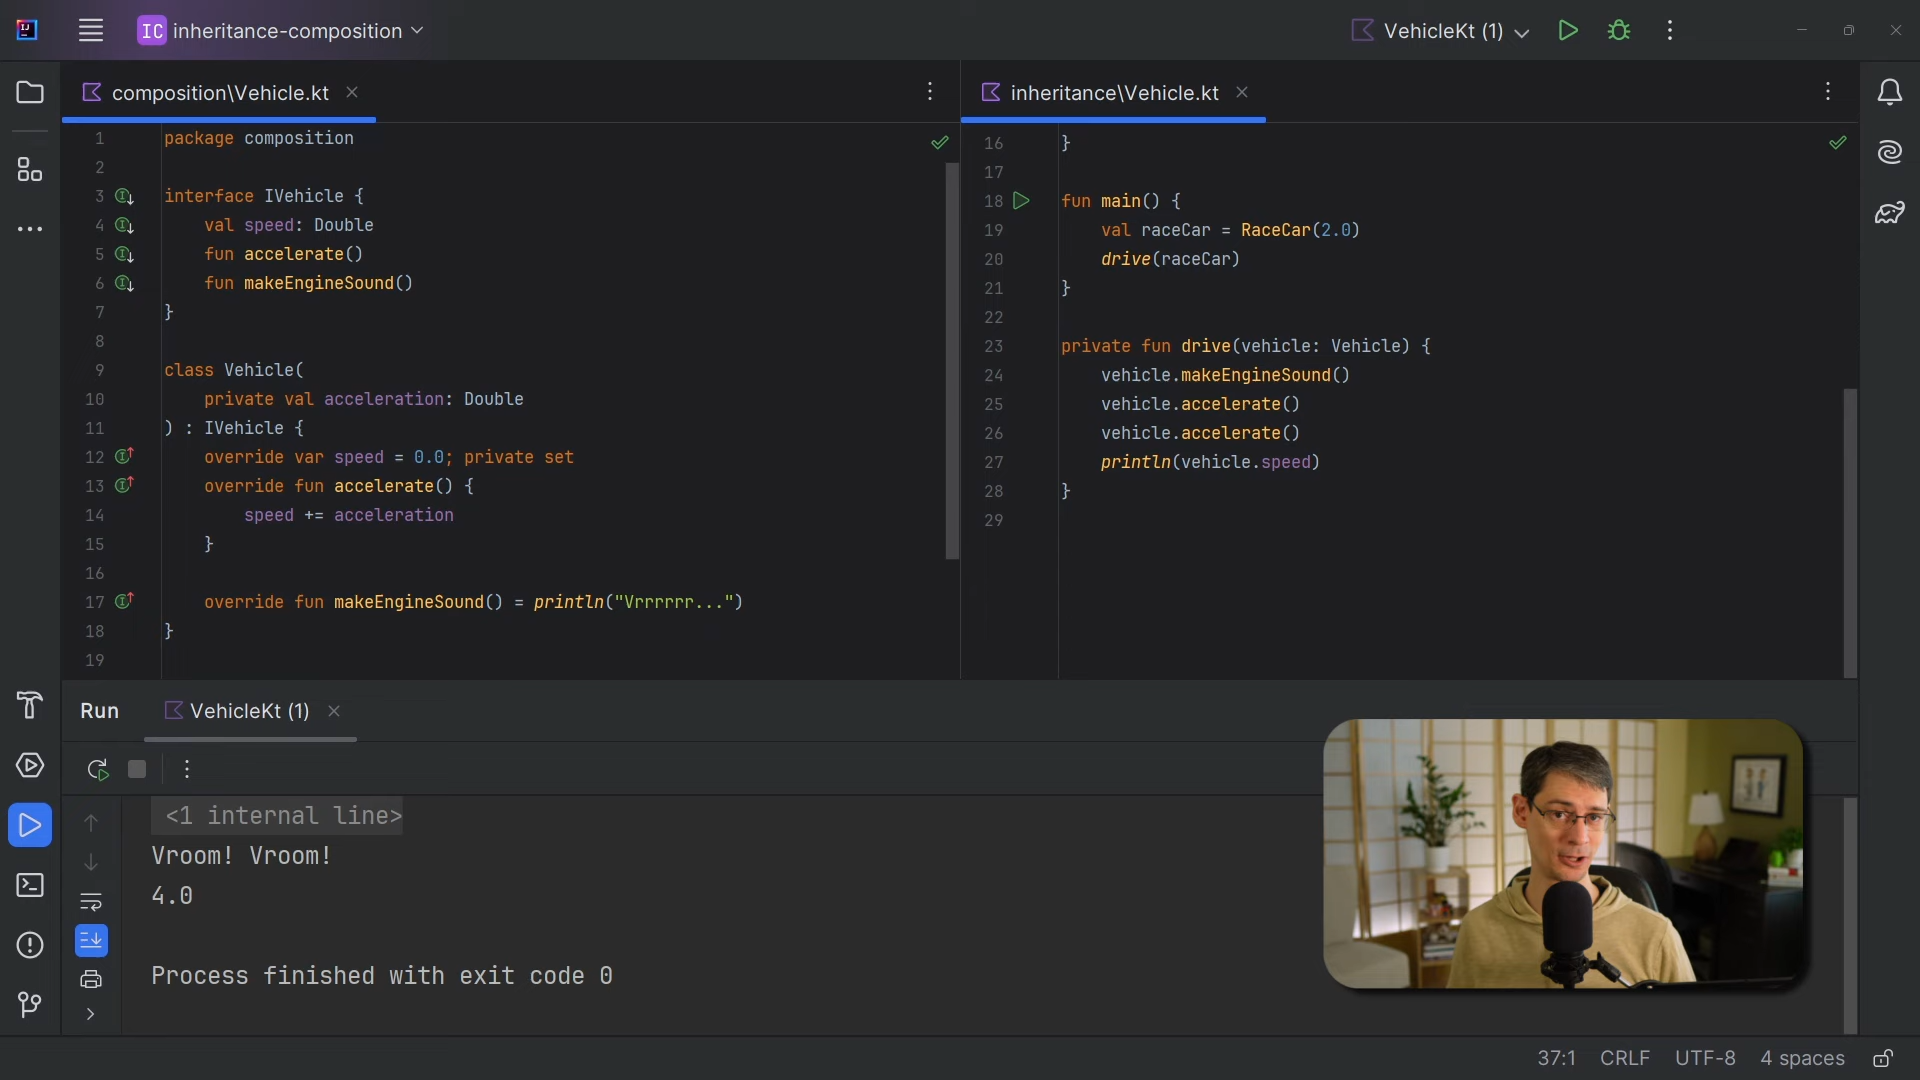 IC inheritance-composition
VehicleKt (1)
composition\Vehicle.kt
1 package composition
2
3 interface IVehicle {
4 val speed: Double
5 fun accelerate()
6 fun makeEngineSound()
7 }
8
9 class Vehicle(
10 private val acceleration: Double
11 ) : IVehicle {
12 override var speed = 0.0; private set
13 override fun accelerate() {
14 speed += acceleration
15 }
16
17 override fun makeEngineSound() = println("Vrrrrrr...")
18 }
19
inheritance\Vehicle.kt
16 }
17
18 fun main() {
19 val raceCar = RaceCar(2.0)
20 drive(raceCar)
21 }
22
23 private fun drive(vehicle: Vehicle) {
24 vehicle.makeEngineSound()
25 vehicle.accelerate()
26 vehicle.accelerate()
27 println(vehicle.speed)
28 }
29
Run VehicleKt (1)
<1 internal line>
Vroom! Vroom!
4.0
Process finished with exit code 0
37:1 CRLF UTF-8 4 spaces